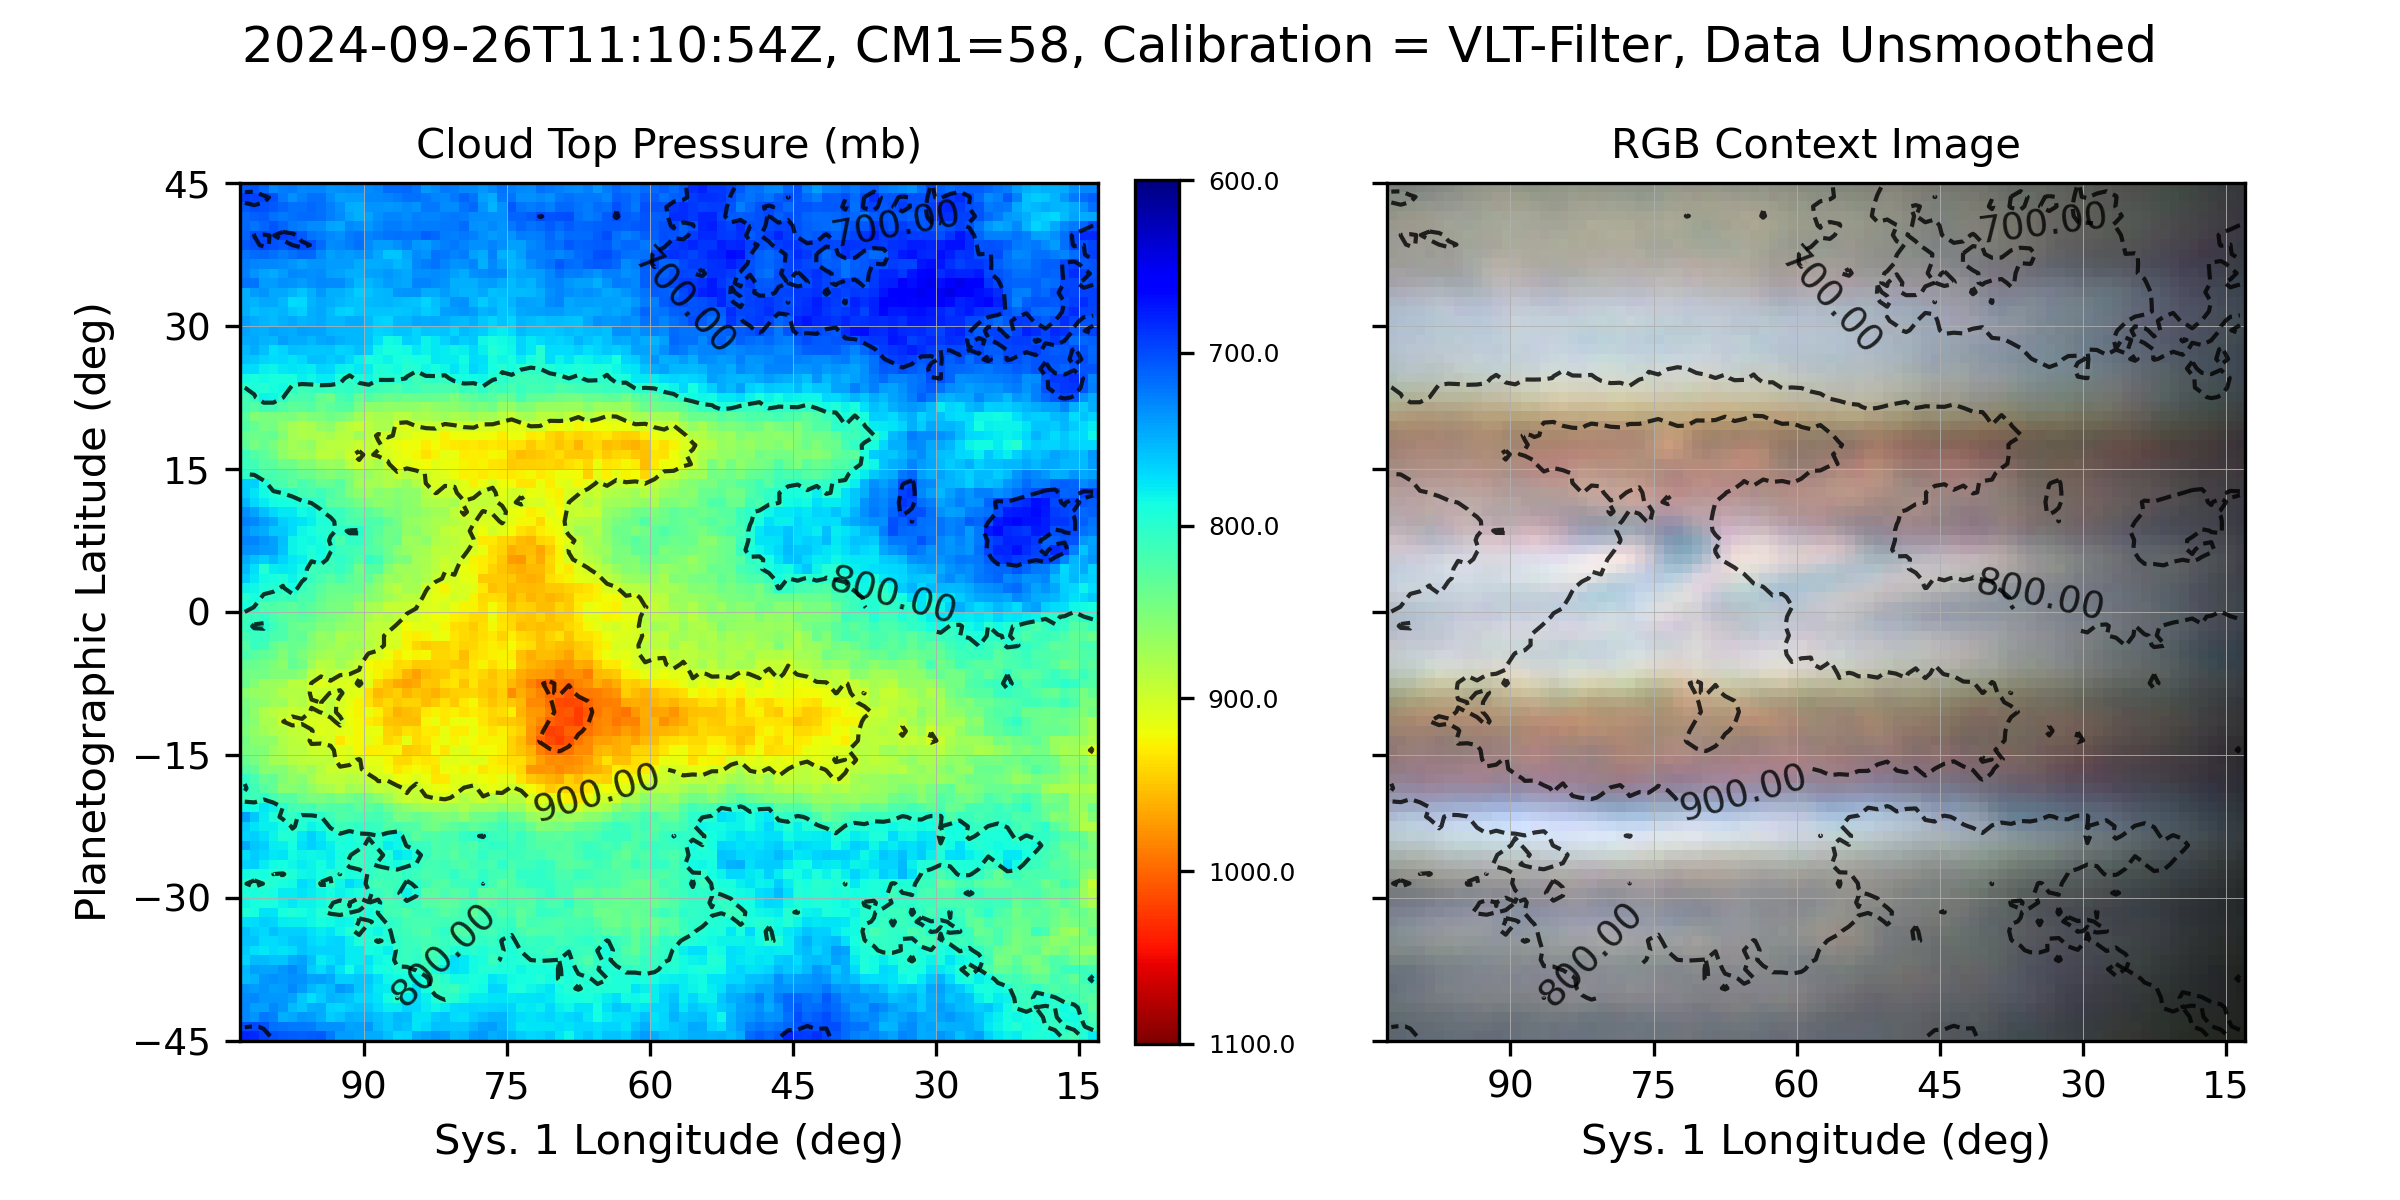 2024-09-26T11:10:54Z, CM1=58, Calibration = VLT-Filter, Data Unsmoothed
Cloud Top Pressure (mb)
RGB Context Image
Planetographic Latitude (deg)
45
30
15
0
−15
−30
−45
90 75 60 45 30 15
Sys. 1 Longitude (deg)
700.00
700.00
800.00
900.00
800.00
600.0
700.0
800.0
900.0
1000.0
1100.0
700.00
700.00
800.00
900.00
800.00
90 75 60 45 30 15
Sys. 1 Longitude (deg)